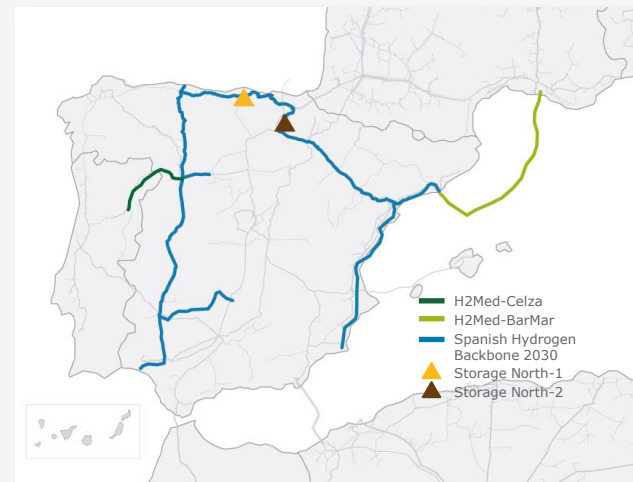 H2Med-Celza
H2Med-BarMar
Spanish Hydrogen
Backbone 2030
Storage North-1
Storage North-2